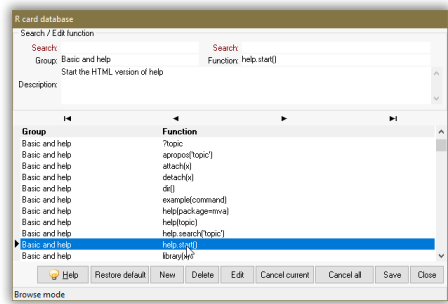 R card database
Search / Edit function
Search: Search:
Group: Basic and help Function: help.start()
Description: Start the HTML version of help
Group Function
Basic and help ?topic
Basic and help apropos('topic')
Basic and help attach(x)
Basic and help detach(x)
Basic and help dir()
Basic and help example(command)
Basic and help help(package=mva)
Basic and help help(topic)
Basic and help help.search('topic')
Basic and help help.start()
Basic and help
Help Restore default New Delete Edit Cancel current Cancel all Save Close
Browse mode